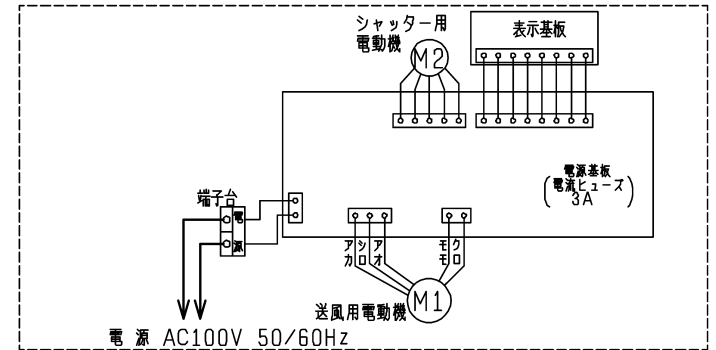 シャッター用
電動機
M2
表示基板
電源基板
(電流ヒューズ)
3A
端子台
電
源
アカ
シロ
アオ
モモ
クロ
M1
送風用電動機
電 源 AC100V 50/60Hz